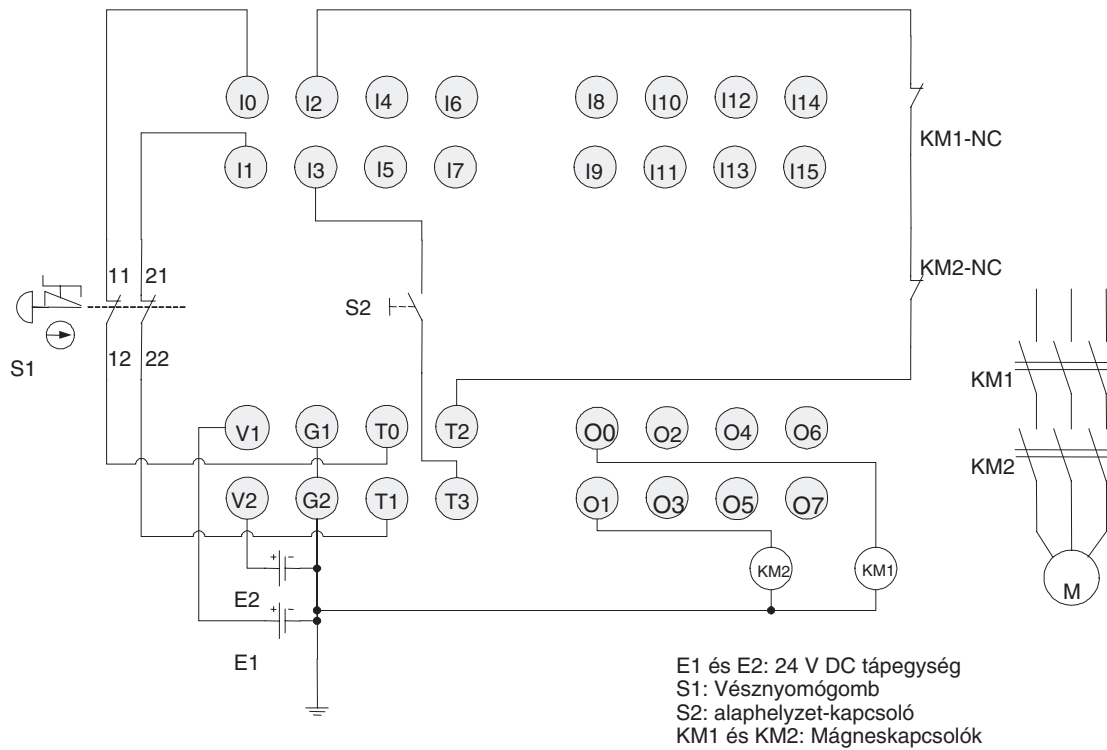 I0 I2 I4 I6 I8 I10 I12 I14
KM1-NC
I1 I3 I5 I7 I9 I11 I13 I15
KM2-NC
11 21
S2
S1
12 22
KM1
V1 G1 T0 T2 O0 O2 O4 O6
KM2
V2 G2 T1 T3 O1 O3 O5 O7
+ −
KM2 KM1
M
E2
+ −
E1
E1 és E2: 24 V DC tápegység
S1: Vésznyomógomb
S2: alaphelyzet-kapcsoló
KM1 és KM2: Mágneskapcsolók